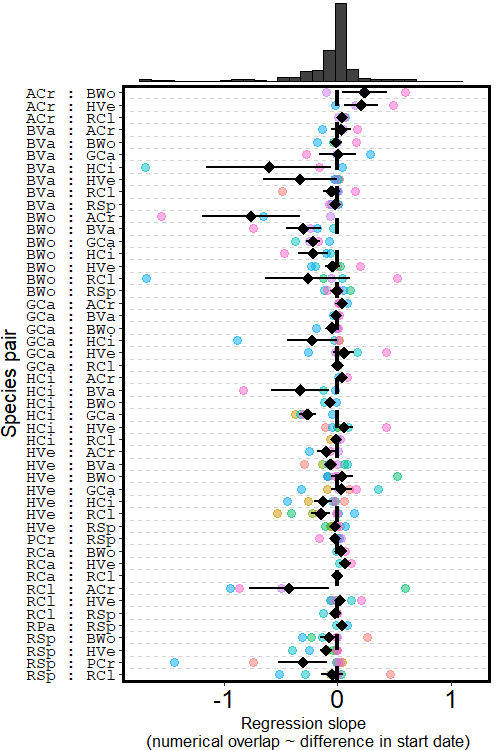 ACr : BWo
ACr : HVe
ACr : RCl
BVa : ACr
BVa : BWo
BVa : GCa
BVa : HCi
BVa : HVe
BVa : RCl
BVa : RSp
BWo : ACr
BWo : BVa
BWo : GCa
BWo : HCi
BWo : HVe
BWo : RCl
BWo : RSp
GCa : ACr
GCa : BVa
GCa : BWo
GCa : HCi
GCa : HVe
GCa : RCl
HCi : ACr
HCi : BVa
HCi : BWo
HCi : GCa
HCi : HVe
HCi : RCl
HVe : ACr
HVe : BVa
HVe : BWo
HVe : GCa
HVe : HCi
HVe : RCl
HVe : RSp
PCr : RSp
RCa : BWo
RCa : HVe
RCa : RCl
RCl : ACr
RCl : HVe
RCl : RSp
RPa : RSp
RSp : BWo
RSp : HVe
RSp : PCr
RSp : RCl
Species pair
-1 0 1
Regression slope
(numerical overlap ~ difference in start date)